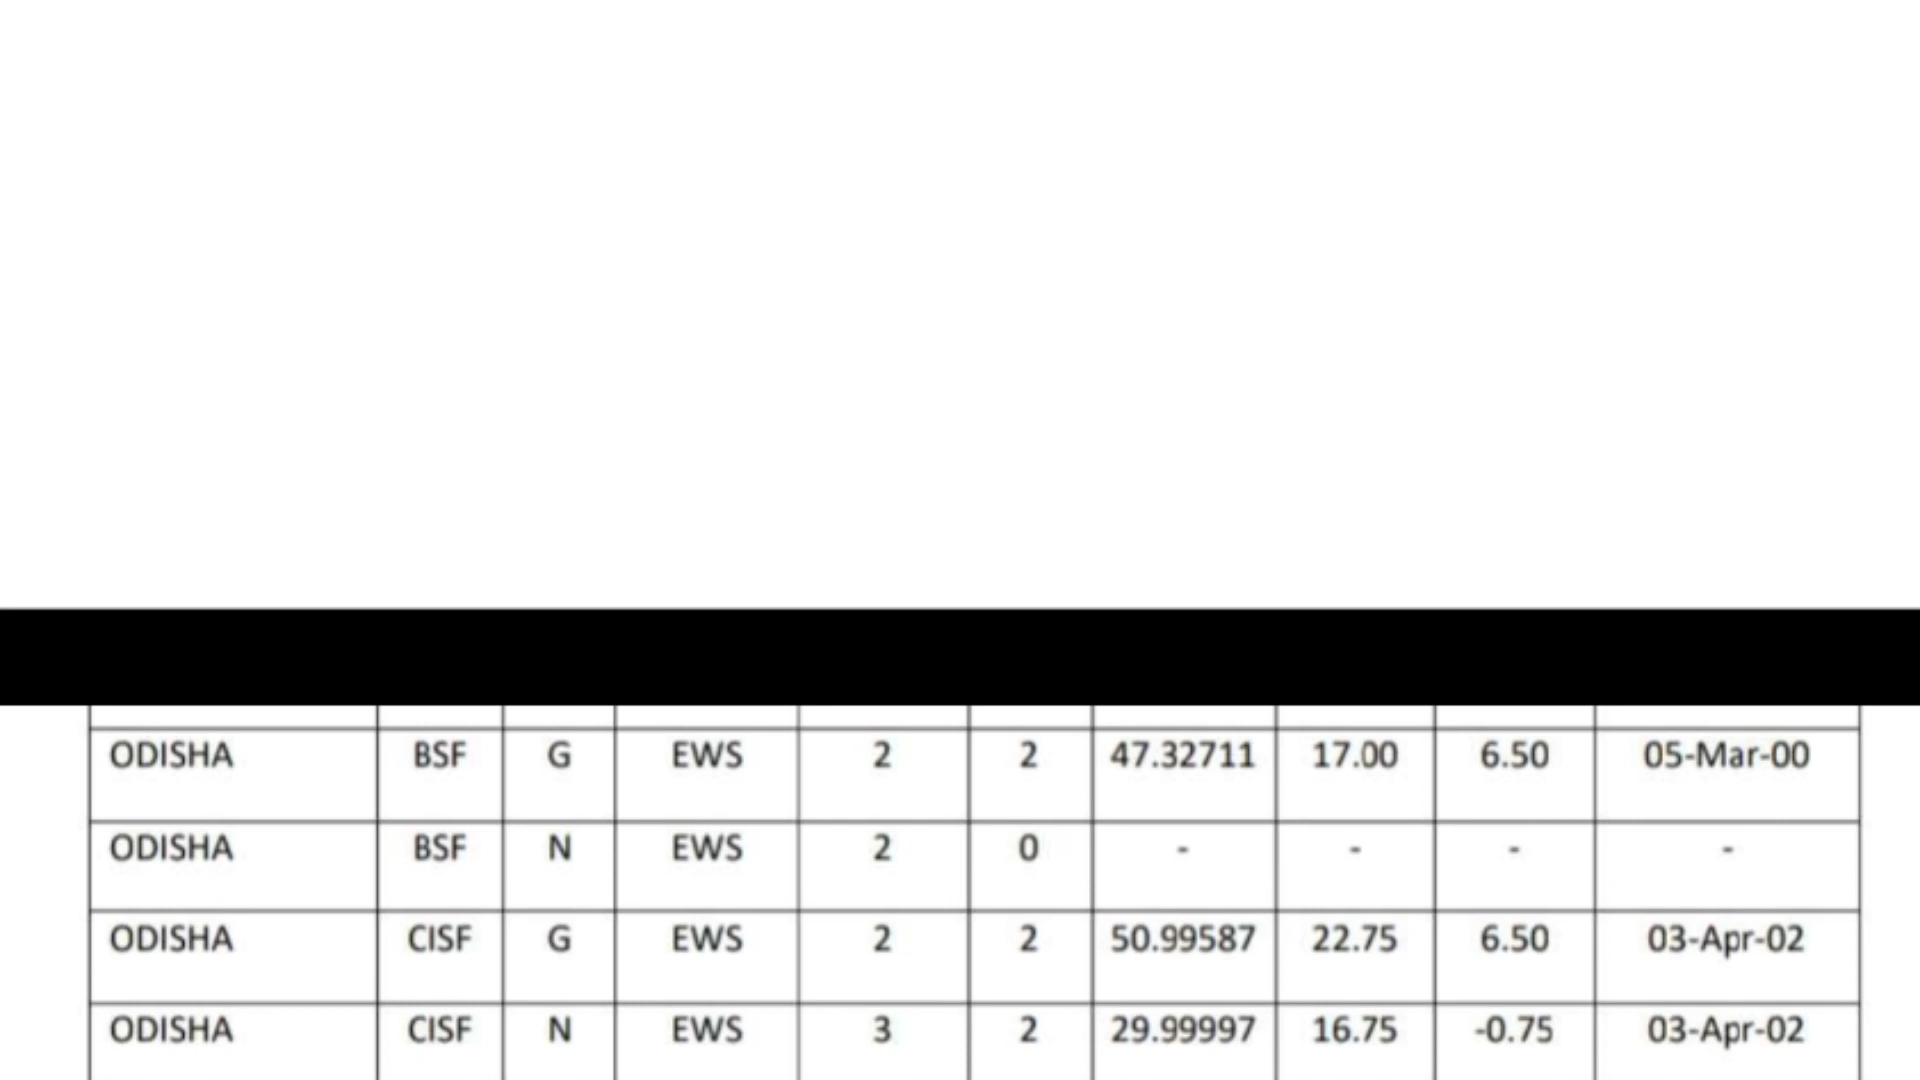 ODISHA BSF G EWS 2 2 47.32711 17.00 6.50 05-Mar-00
ODISHA BSF N EWS 2 0 - - - -
ODISHA CISF G EWS 2 2 50.99587 22.75 6.50 03-Apr-02
ODISHA CISF N EWS 3 2 29.99997 16.75 -0.75 03-Apr-02